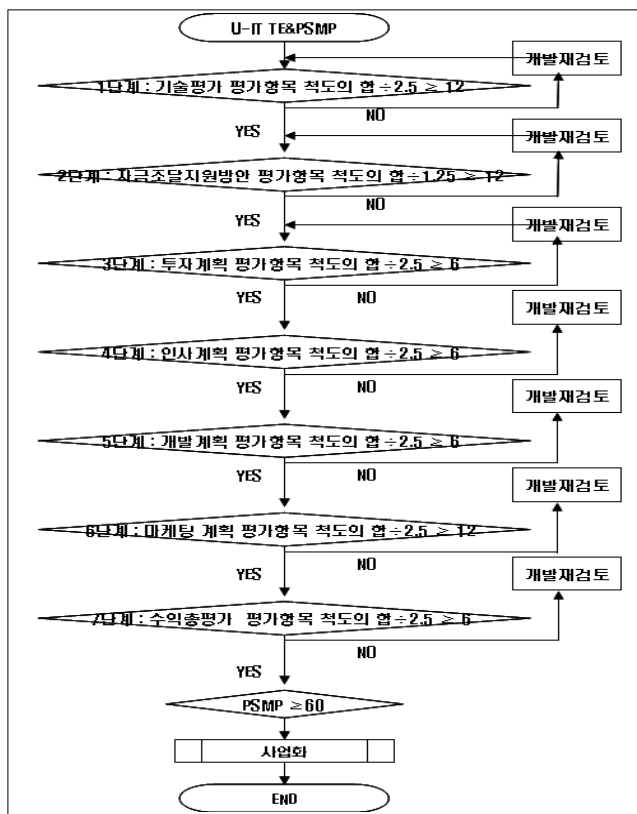 U-IT TE&PSMP
개발재검토
1단계 : 기술평가 평가항목 척도의 합÷2.5 ≥ 12
NO
YES
개발재검토
2단계 : 자금조달지원방안 평가항목 척도의 합÷1.25 ≥ 12
NO
YES
개발재검토
3단계 : 투자계획 평가항목 척도의 합÷2.5 ≥ 6
YES
NO
개발재검토
4단계 : 인사계획 평가항목 척도의 합÷2.5 ≥ 6
YES
NO
개발재검토
5단계 : 개발계획 평가항목 척도의 합÷2.5 ≥ 6
YES
NO
개발재검토
6단계 : 마케팅 계획 평가항목 척도의 합÷2.5 ≥ 12
YES
NO
개발재검토
7단계 : 수익총평가 평가항목 척도의 합÷2.5 ≥ 6
NO
YES
PSMP ≥60
사업화
END